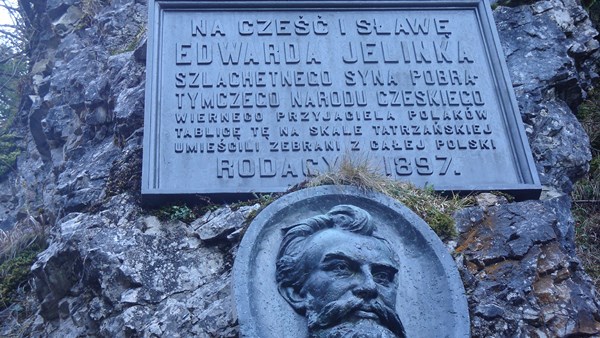 NA CZEŚĆ I SŁAWĘ
EDWARDA JELINKA
SZLACHETNEGO SYNA POBRA-
TYMCZEGO NARODU CZESKIEGO
WIERNEGO PRZYJACIELA POLAKÓW
TABLICĘ TĘ NA SKALE TATRZAŃSKIEJ
UMIEŚCILI ZEBRANI Z CAŁEJ POLSKI
RODACY 1897.